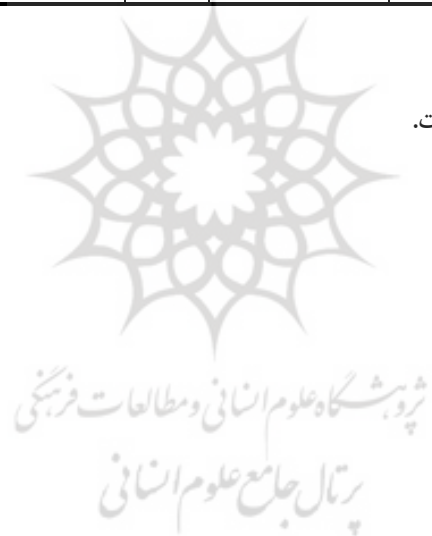 ت.
پژوهشگاه علوم انسانی و مطالعات فرهنگی
پرتال جامع علوم انسانی